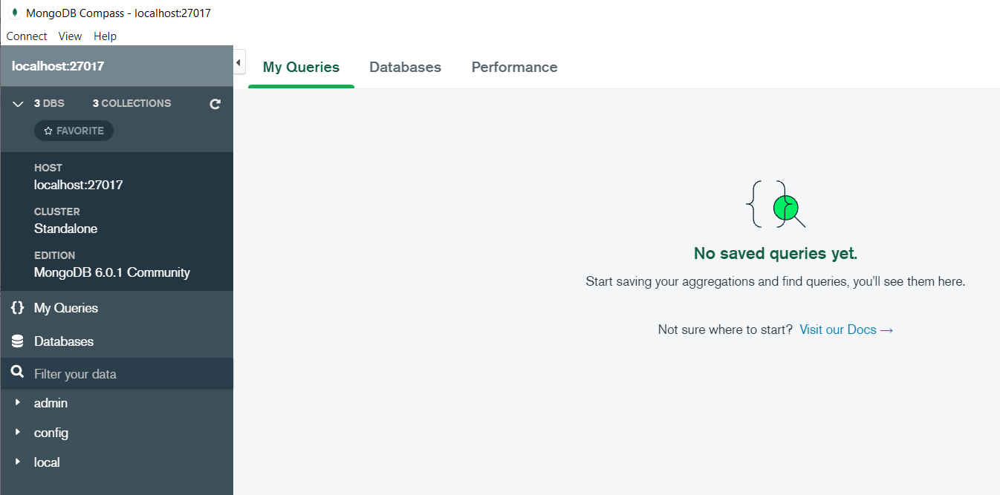 MongoDB Compass - localhost:27017
Connect View Help
localhost:27017
3 DBS 3 COLLECTIONS
FAVORITE
HOST
localhost:27017
CLUSTER
Standalone
EDITION
MongoDB 6.0.1 Community
{} My Queries
Databases
Filter your data
admin
config
local
My Queries Databases Performance
No saved queries yet.
Start saving your aggregations and find queries, you'll see them here.
Not sure where to start? Visit our Docs →